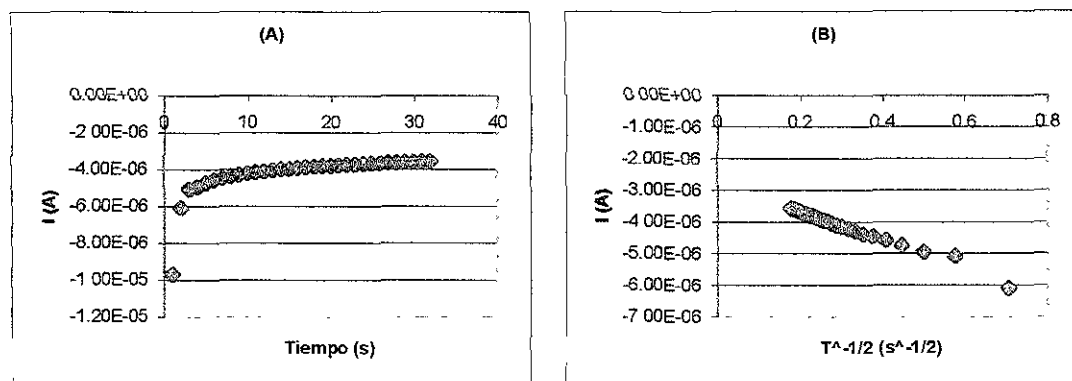 (A)
0.00E+00
0 10 20 30 40
-2.00E-06
-4.00E-06
-6.00E-06
-8.00E-06
-1.00E-05
-1.20E-05
I (A)
Tiempo (s)
(B)
0.00E+00
0 0.2 0.4 0.6 0.8
-1.00E-06
-2.00E-06
-3.00E-06
-4.00E-06
-5.00E-06
-6.00E-06
-7.00E-06
I (A)
T^-1/2 (s^-1/2)